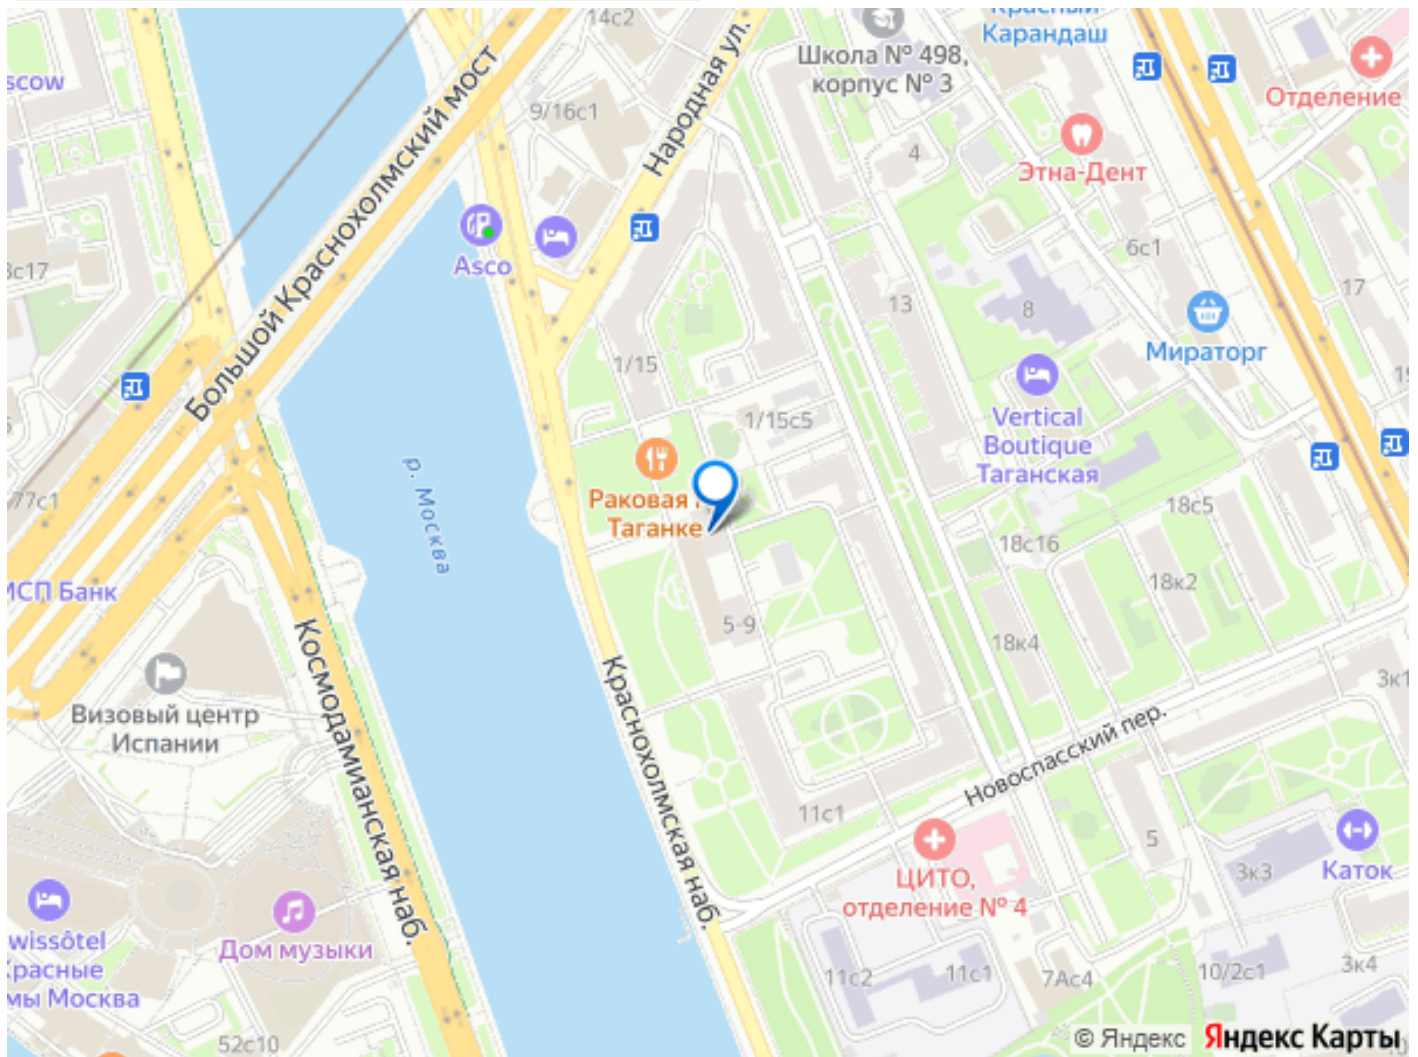 14с2
Красный
Карандаш
Школа № 498,
корпус № 3
Отделение
scow
Большой Краснохолмский мост
Народная ул.
9/16с1
4
Этна-Дент
Asco
6с1
13
8
17
Мираторг
1/15
Vertical
Boutique
Таганская
1/15с5
Раковая
Таганке
р. Москва
77с1
18с5
18с16
18к2
18к4
5-9
ИСП Банк
Космодамианская наб.
Краснохолмская наб.
Визовый центр
Испании
Новоспасский пер.
3к1
11с1
5
3к3
Каток
ЦИТО,
отделение № 4
Дом музыки
wissôtel
Красные
мы Москва
11с2
11с1
7Ас4
10/2с1
3к4
52с10
© Яндекс
Яндекс Карты